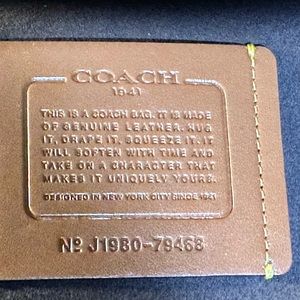 COACH
1941
THIS IS A COACH BAG. IT IS MADE
OF GENUINE LEATHER. HUG
IT, DRAPE IT, SQUEEZE IT. IT
WILL SOFTEN WITH TIME AND
TAKE ON A CHARACTER THAT
MAKES IT UNIQUELY YOURS.
DESIGNED IN NEW YORK CITY SINCE 1941
Nº J1980-79468